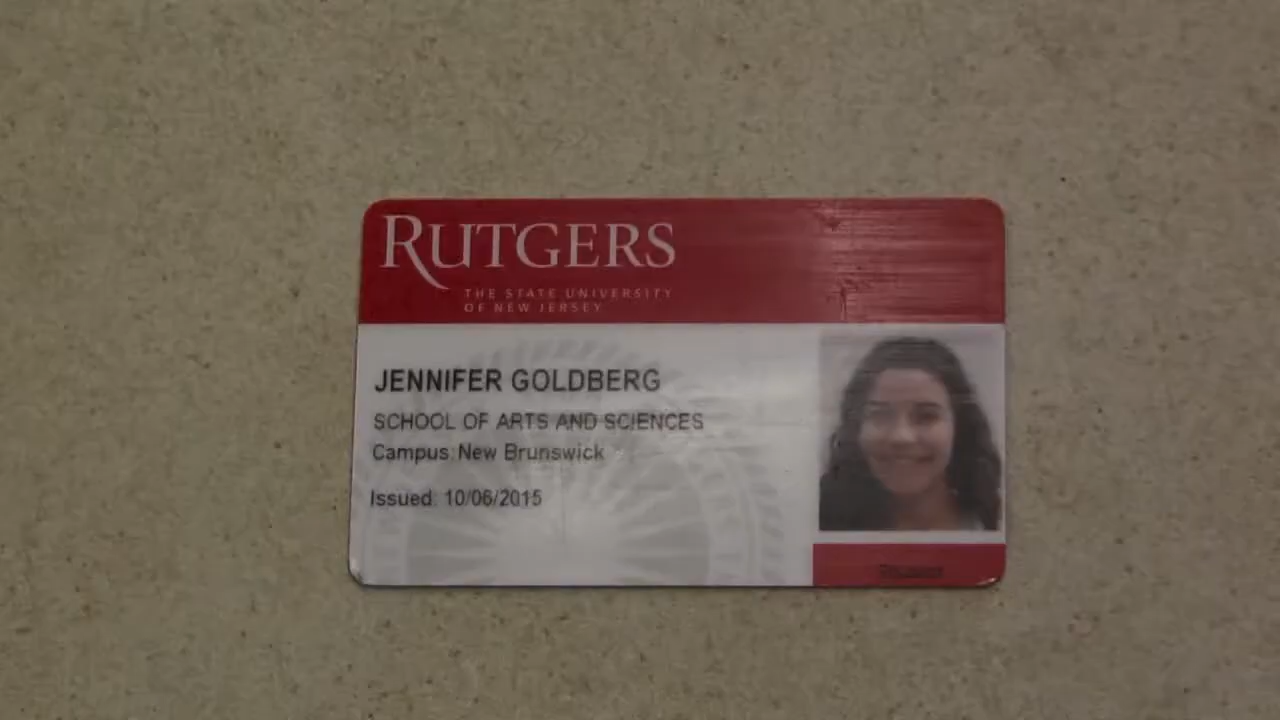 RUTGERS
THE STATE UNIVERSITY
OF NEW JERSEY
JENNIFER GOLDBERG
SCHOOL OF ARTS AND SCIENCES
Campus: New Brunswick
Issued: 10/06/2015